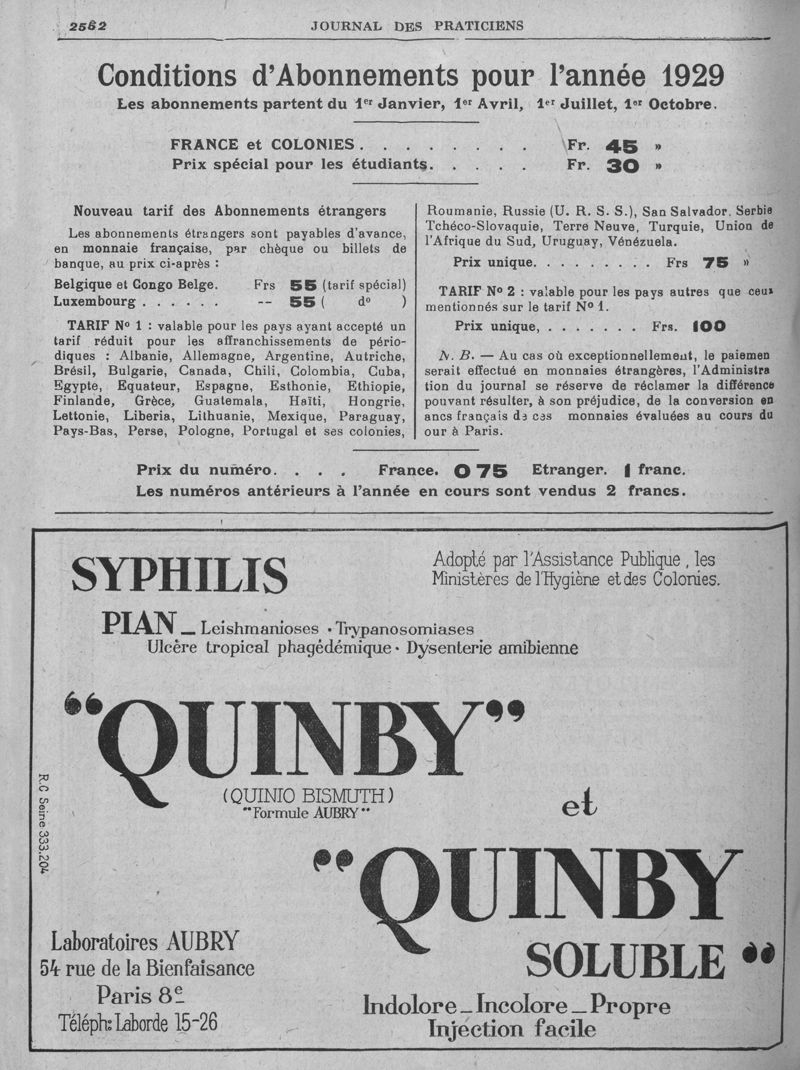 2562
JOURNAL DES PRATICIENS
Conditions d'Abonnements pour l'année 1929
Les abonnements partent du 1er Janvier, 1er Avril, 1er Juillet, 1er Octobre.
FRANCE et COLONIES. . . . . . . . Fr. 45 »
Prix spécial pour les étudiants. . . . . Fr. 30 »
Nouveau tarif des Abonnements étrangers
Les abonnements étrangers sont payables d'avance,
en monnaie française, par chèque ou billets de
banque, au prix ci-après :
Belgique et Congo Belge. Frs 55 (tarif spécial)
Luxembourg . . . . . . -- 55 ( do )
TARIF No 1 : valable pour les pays ayant accepté un
tarif réduit pour les affranchissements de pério-
diques : Albanie, Allemagne, Argentine, Autriche,
Brésil, Bulgarie, Canada, Chili, Colombia, Cuba,
Egypte, Equateur, Espagne, Esthonie, Ethiopie,
Finlande, Grèce, Guatemala, Haïti, Hongrie,
Lettonie, Liberia, Lithuanie, Mexique, Paraguay,
Pays-Bas, Perse, Pologne, Portugal et ses colonies,
Roumanie, Russie (U. R. S. S.), San Salvador, Serbie
Tchéco-Slovaquie, Terre Neuve, Turquie, Union de
l'Afrique du Sud, Uruguay, Vénézuela.
Prix unique. . . . . . . . . Frs 75 »
TARIF No 2 : valable pour les pays autres que ceux
mentionnés sur le tarif No 1.
Prix unique, . . . . . . . Frs. 100
N. B. — Au cas où exceptionnellement, le paiemen
serait effectué en monnaies étrangères, l'Administra
tion du journal se réserve de réclamer la différence
pouvant résulter, à son préjudice, de la conversion en
ancs français de ces monnaies évaluées au cours du
our à Paris.
Prix du numéro. . . . France. 0 75 Etranger. 1 franc.
Les numéros antérieurs à l'année en cours sont vendus 2 francs.
SYPHILIS
Adopté par l'Assistance Publique, les
Ministères de l'Hygiène et des Colonies.
PIAN _ Leishmanioses • Trypanosomiases
Ulcère tropical phagédémique • Dysenterie amibienne
"QUINBY"
(QUINIO BISMUTH)
"Formule AUBRY"
et
"QUINBY
SOLUBLE"
R.C Seine 333.204
Laboratoires AUBRY
54 rue de la Bienfaisance
Paris 8e
Téléph: Laborde 15-26
Indolore _ Incolore _ Propre
Injection facile